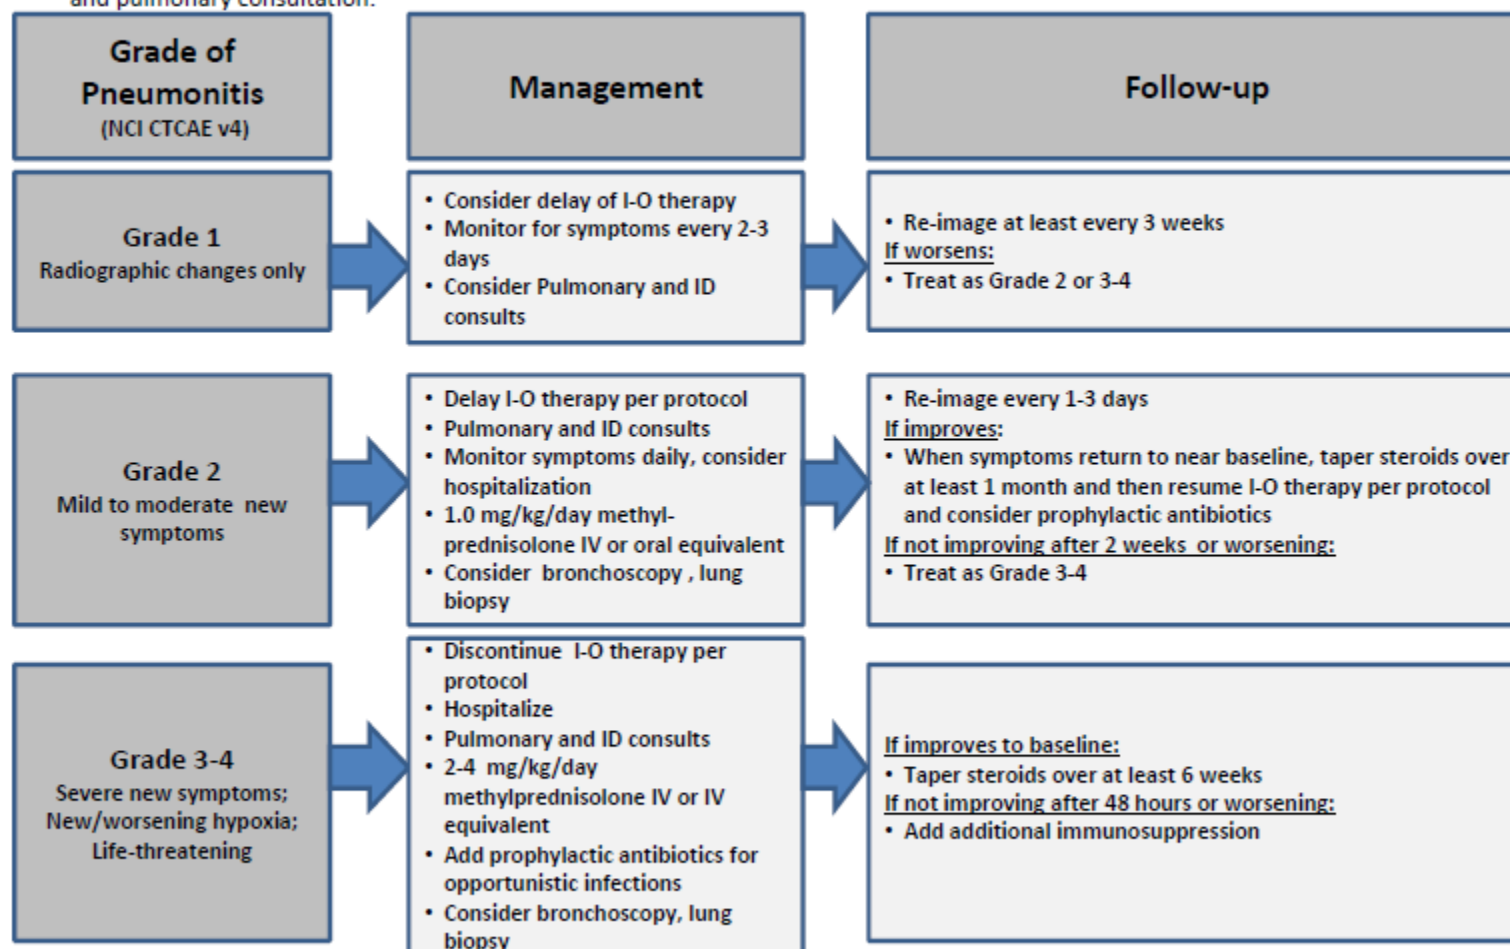 and pulmonary consultation.
Grade of
Pneumonitis
(NCI CTCAE v4)
Management
Follow-up
Grade 1
Radiographic changes only
• Consider delay of I-O therapy
• Monitor for symptoms every 2-3
days
• Consider Pulmonary and ID
consults
• Re-image at least every 3 weeks
If worsens:
• Treat as Grade 2 or 3-4
Grade 2
Mild to moderate new
symptoms
• Delay I-O therapy per protocol
• Pulmonary and ID consults
• Monitor symptoms daily, consider
hospitalization
• 1.0 mg/kg/day methyl-
prednisolone IV or oral equivalent
• Consider bronchoscopy , lung
biopsy
• Re-image every 1-3 days
If improves:
• When symptoms return to near baseline, taper steroids over
at least 1 month and then resume I-O therapy per protocol
and consider prophylactic antibiotics
If not improving after 2 weeks or worsening:
• Treat as Grade 3-4
Grade 3-4
Severe new symptoms;
New/worsening hypoxia;
Life-threatening
• Discontinue I-O therapy per
protocol
• Hospitalize
• Pulmonary and ID consults
• 2-4 mg/kg/day
methylprednisolone IV or IV
equivalent
• Add prophylactic antibiotics for
opportunistic infections
• Consider bronchoscopy, lung
biopsy
If improves to baseline:
• Taper steroids over at least 6 weeks
If not improving after 48 hours or worsening:
• Add additional immunosuppression